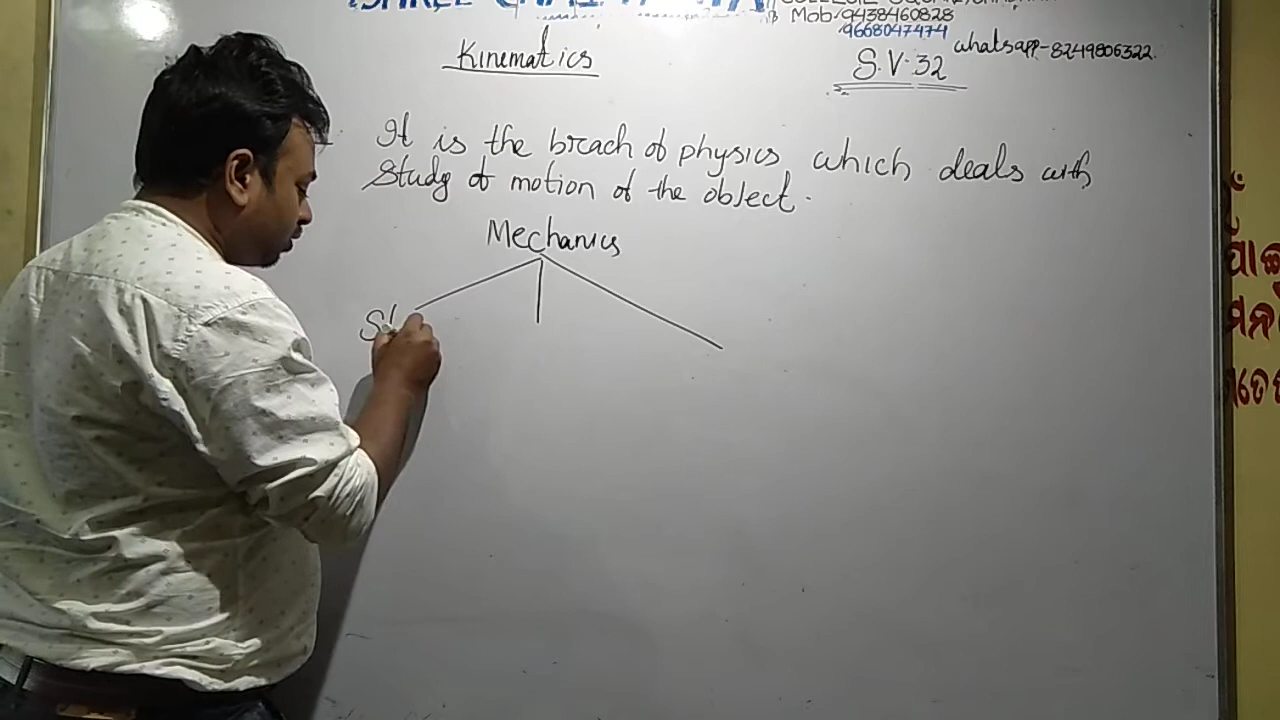 Mob:9438460828
9668047474
Kinematics
S.V.32
whatsapp-8249806322
It is the brach of physics which deals with
Study of motion of the object.
Mechanics
St